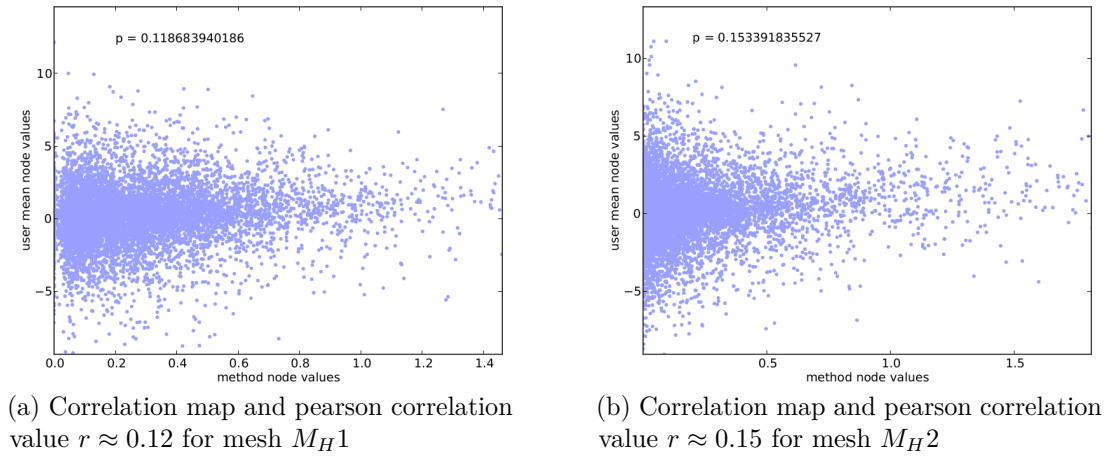 p = 0.118683940186
10
5
0
−5
user mean node values
0.0 0.2 0.4 0.6 0.8 1.0 1.2 1.4
method node values
(a) Correlation map and pearson correlation
value r ≈ 0.12 for mesh M_H1
p = 0.153391835527
10
5
0
−5
user mean node values
0.5 1.0 1.5
method node values
(b) Correlation map and pearson correlation
value r ≈ 0.15 for mesh M_H2